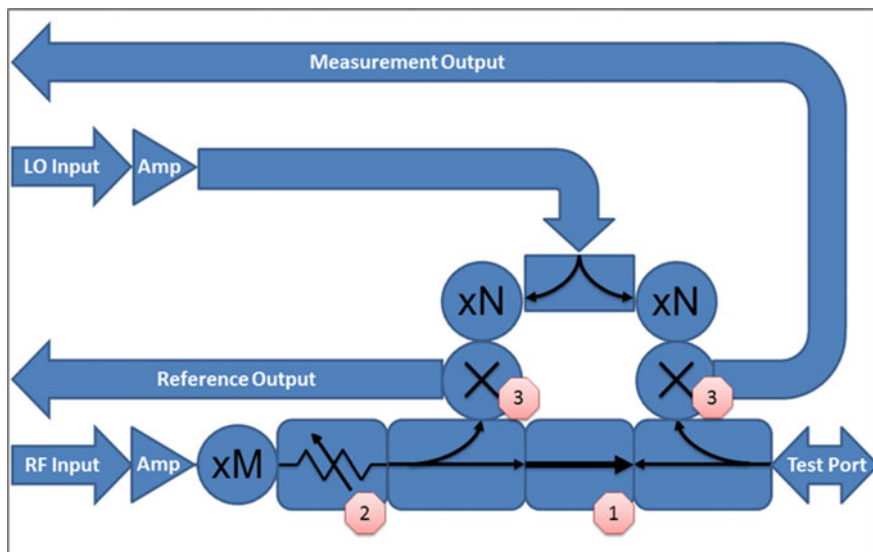 Measurement Output
LO Input
Amp
xN
xN
Reference Output
3
3
RF Input
Amp
xM
Test Port
2
1